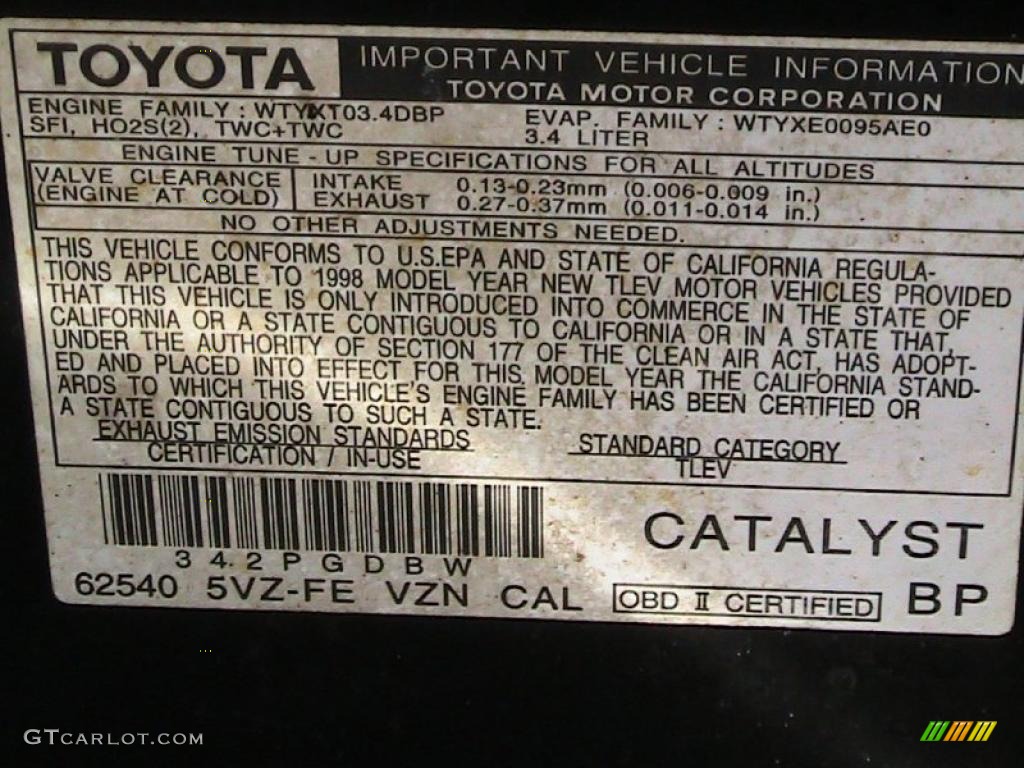 TOYOTA IMPORTANT VEHICLE INFORMATION
TOYOTA MOTOR CORPORATION
ENGINE FAMILY : WTYXT03.4DBP EVAP. FAMILY : WTYXE0095AE0
SFI, HO2S(2), TWC+TWC 3.4 LITER
ENGINE TUNE - UP SPECIFICATIONS FOR ALL ALTITUDES
VALVE CLEARANCE INTAKE 0.13-0.23mm (0.006-0.009 in.)
(ENGINE AT COLD) EXHAUST 0.27-0.37mm (0.011-0.014 in.)
NO OTHER ADJUSTMENTS NEEDED.
THIS VEHICLE CONFORMS TO U.S.EPA AND STATE OF CALIFORNIA REGULA-
TIONS APPLICABLE TO 1998 MODEL YEAR NEW TLEV MOTOR VEHICLES PROVIDED
THAT THIS VEHICLE IS ONLY INTRODUCED INTO COMMERCE IN THE STATE OF
CALIFORNIA OR A STATE CONTIGUOUS TO CALIFORNIA OR IN A STATE THAT,
UNDER THE AUTHORITY OF SECTION 177 OF THE CLEAN AIR ACT, HAS ADOPT-
ED AND PLACED INTO EFFECT FOR THIS MODEL YEAR THE CALIFORNIA STAND-
ARDS TO WHICH THIS VEHICLE'S ENGINE FAMILY HAS BEEN CERTIFIED OR
A STATE CONTIGUOUS TO SUCH A STATE.
EXHAUST EMISSION STANDARDS STANDARD CATEGORY
CERTIFICATION / IN-USE TLEV
342PGDBW CATALYST
62540 5VZ-FE VZN CAL OBD II CERTIFIED BP
GTCARLOT.COM